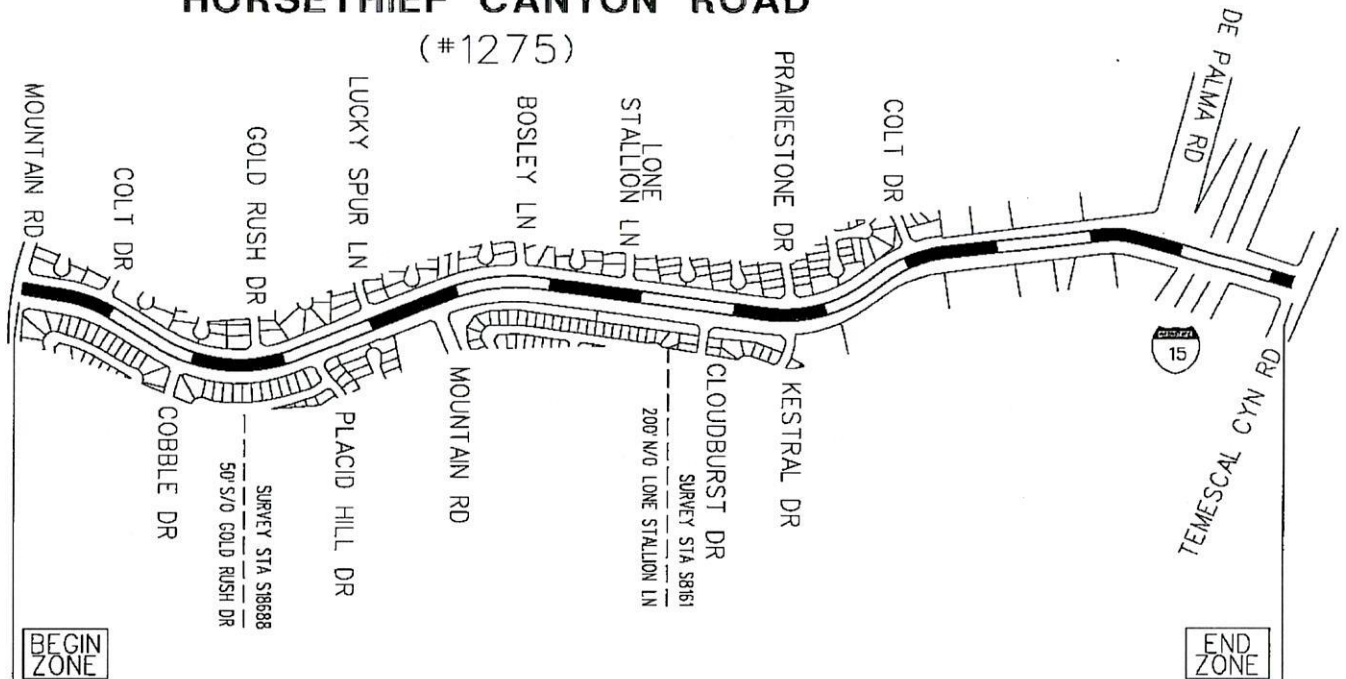 HORSETHIEF CANYON ROAD
(#1275)
MOUNTAIN RD
COLT DR
GOLD RUSH DR
LUCKY SPUR LN
BOSLEY LN
LONE
STALLION LN
PRAIRIESTONE DR
COLT DR
DE PALMA RD
COBBLE DR
SURVEY STA S18688
50' S/O GOLD RUSH DR
PLACID HILL DR
MOUNTAIN RD
SURVEY STA S8161
200' N/O LONE STALLION LN
CLOUDBURST DR
KESTRAL DR
15
TEMESCAL CYN RD
BEGIN
ZONE
END
ZONE